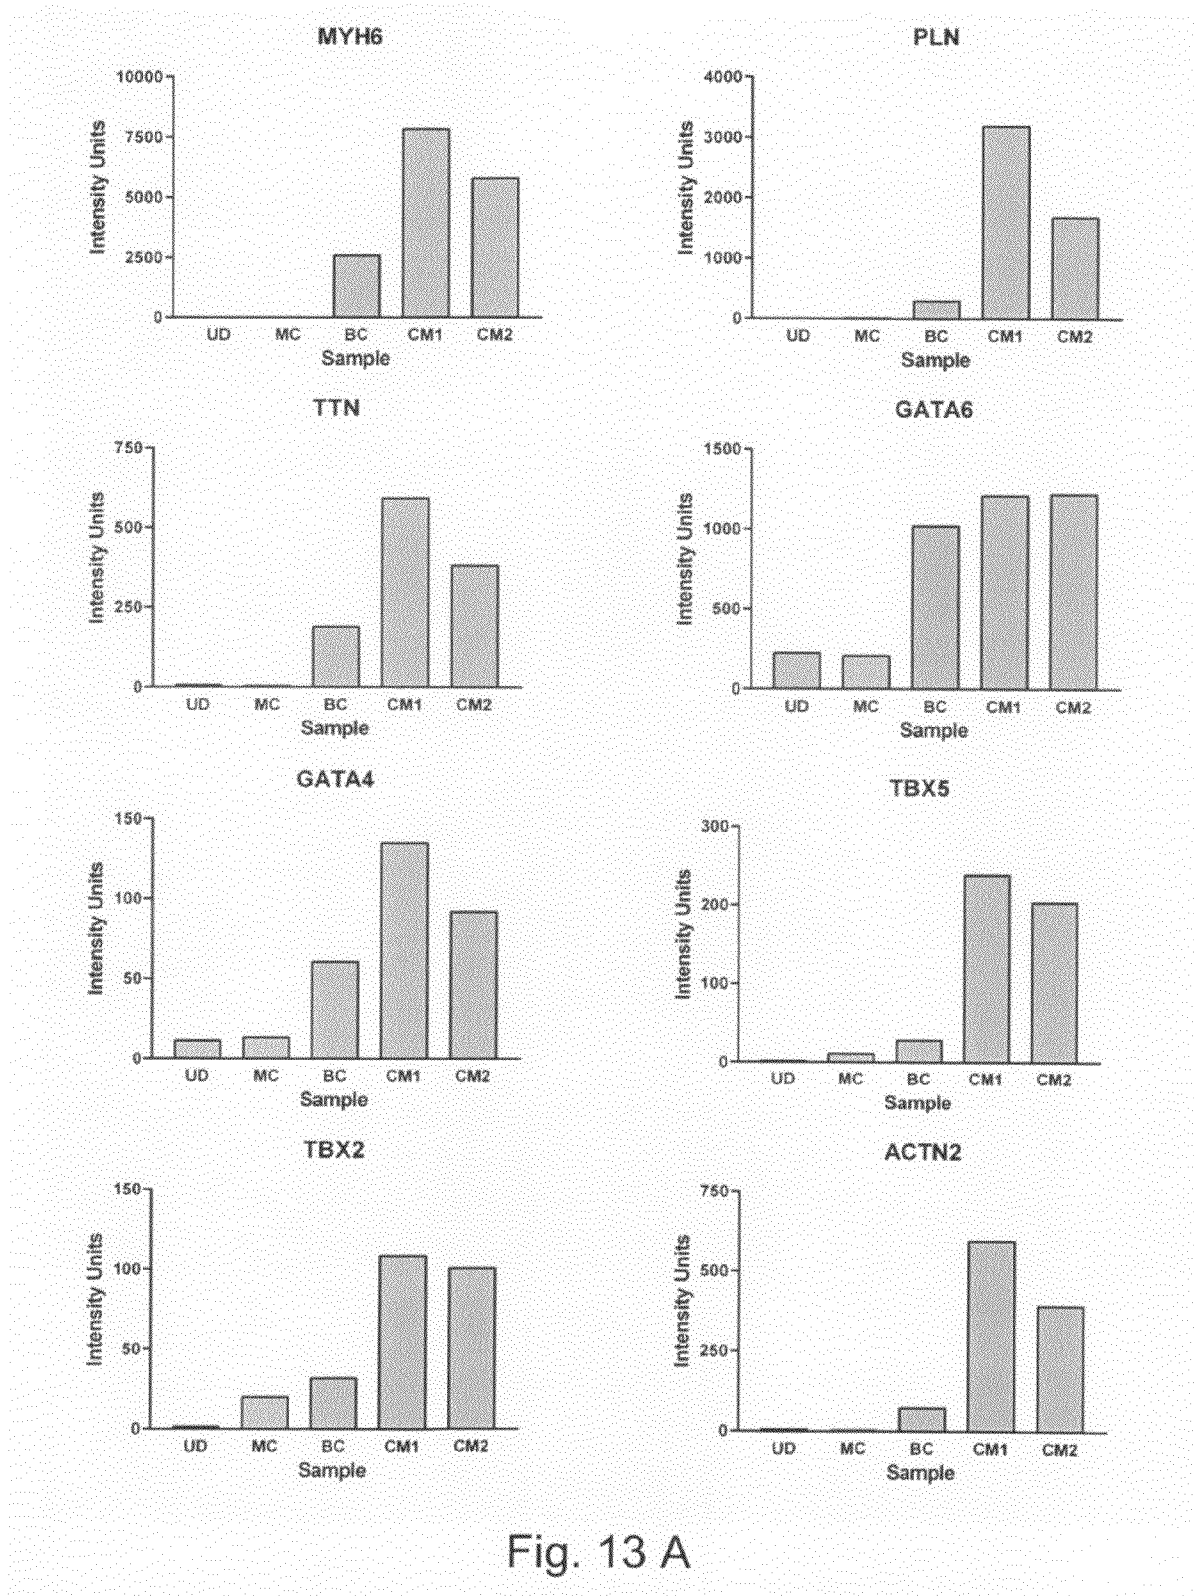 MYH6
10000
7500
5000
2500
0
Intensity Units
UD MC BC CM1 CM2
Sample
PLN
4000
3000
2000
1000
0
Intensity Units
UD MC BC CM1 CM2
Sample
TTN
750
500
250
0
Intensity Units
UD MC BC CM1 CM2
Sample
GATA6
1500
1000
500
0
Intensity Units
UD MC BC CM1 CM2
Sample
GATA4
150
100
50
0
Intensity Units
UD MC BC CM1 CM2
Sample
TBX5
300
200
100
0
Intensity Units
UD MC BC CM1 CM2
Sample
TBX2
150
100
50
0
Intensity Units
UD MC BC CM1 CM2
Sample
ACTN2
750
500
250
0
Intensity Units
UD MC BC CM1 CM2
Sample
Fig. 13 A